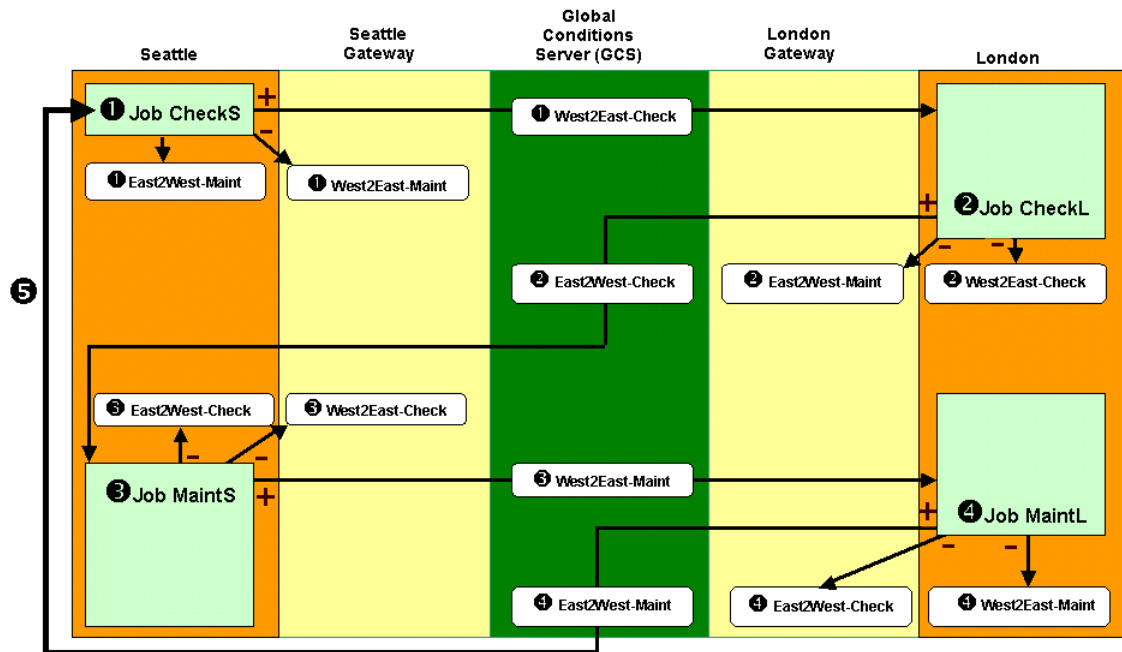 Seattle
Seattle
Gateway
Global
Conditions
Server (GCS)
London
Gateway
London
❶ Job CheckS
+
-
❶ West2East-Check
❶ East2West-Maint
❶ West2East-Maint
+
❷ Job CheckL
-
-
❷ East2West-Check
❷ East2West-Maint
❷ West2East-Check
❺
❸ East2West-Check
❸ West2East-Check
-
-
❸ Job MaintS
+
❸ West2East-Maint
+
❹ Job MaintL
-
-
❹ East2West-Maint
❹ East2West-Check
❹ West2East-Maint